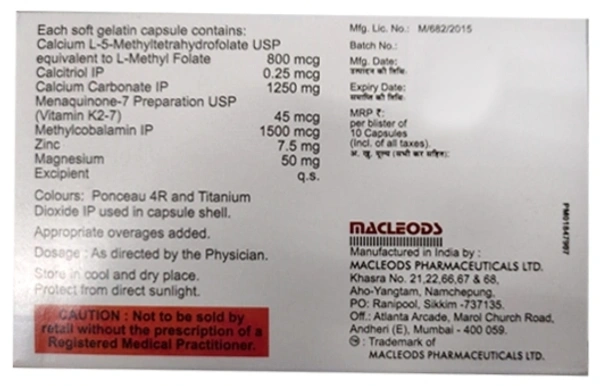 Each soft gelatin capsule contains:
Calcium L-5-Methyltetrahydrofolate USP
equivalent to L-Methyl Folate 800 mcg
Calcitriol IP 0.25 mcg
Calcium Carbonate IP 1250 mg
Menaquinone-7 Preparation USP
(Vitamin K2-7) 45 mcg
Methylcobalamin IP 1500 mcg
Zinc 7.5 mg
Magnesium 50 mg
Excipient q.s.
Colours: Ponceau 4R and Titanium
Dioxide IP used in capsule shell.
Appropriate overages added.
Dosage : As directed by the Physician.
Store in cool and dry place.
Protect from direct sunlight.
CAUTION : Not to be sold by
retail without the prescription of a
Registered Medical Practitioner.
Mfg. Lic. No.: M/682/2015
Batch No.:
Mfg. Date:
उत्पादन की तिथि:
Expiry Date:
समाप्ति की तिथि:
MRP ₹:
per blister of
10 Capsules
(Incl. of all taxes).
अ. खु. मूल्य (सभी कर सहित):
MACLEODS
Manufactured in India by :
MACLEODS PHARMACEUTICALS LTD.
Khasra No. 21,22,66,67 & 68,
Aho-Yangtam, Namchepung,
PO: Ranipool, Sikkim -737135.
Off.: Atlanta Arcade, Marol Church Road,
Andheri (E), Mumbai - 400 059.
: Trademark of
MACLEODS PHARMACEUTICALS LTD.